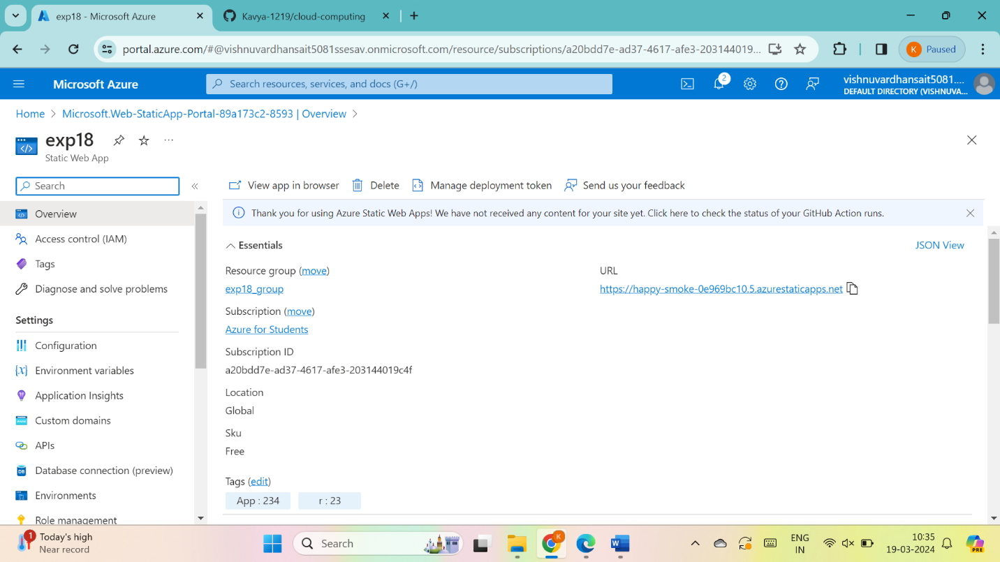 exp18 - Microsoft Azure
Kavya-1219/cloud-computing
portal.azure.com/#@vishnuvardhansait5081ssesav.onmicrosoft.com/resource/subscriptions/a20bdd7e-ad37-4617-afe3-203144019...
K Paused
Microsoft Azure
Search resources, services, and docs (G+/)
2
vishnuvardhansait5081....
DEFAULT DIRECTORY (VISHNUVA...
Home > Microsoft.Web-StaticApp-Portal-89a173c2-8593 | Overview >
exp18
Static Web App
Search
Overview
Access control (IAM)
Tags
Diagnose and solve problems
Settings
Configuration
Environment variables
Application Insights
Custom domains
APIs
Database connection (preview)
Environments
Role management
View app in browser
Delete
Manage deployment token
Send us your feedback
Thank you for using Azure Static Web Apps! We have not received any content for your site yet. Click here to check the status of your GitHub Action runs.
Essentials
JSON View
Resource group (move)
exp18_group
Subscription (move)
Azure for Students
Subscription ID
a20bdd7e-ad37-4617-afe3-203144019c4f
Location
Global
Sku
Free
URL
https://happy-smoke-0e969bc10.5.azurestaticapps.net
Tags (edit)
App : 234
r : 23
1
Today's high
Near record
Search
K
W
ENG
IN
10:35
19-03-2024
PRE